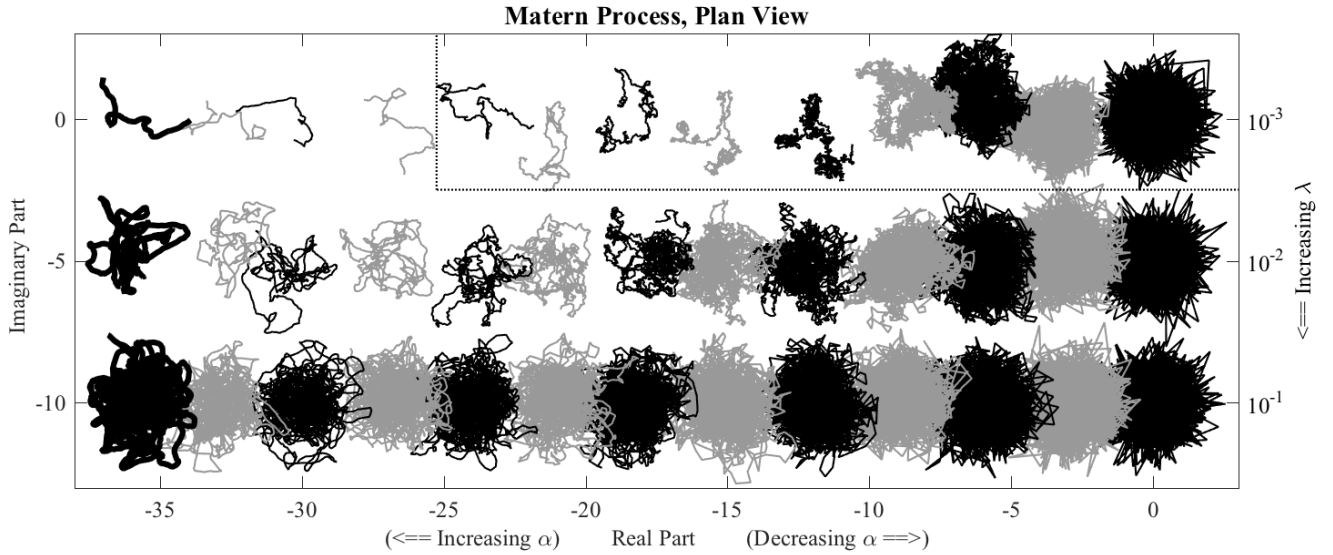 Matern Process, Plan View
Imaginary Part
0
-5
-10
10^-3
10^-2
10^-1
<== Increasing λ
-35 -30 -25 -20 -15 -10 -5 0
(<== Increasing α) Real Part (Decreasing α ==>)